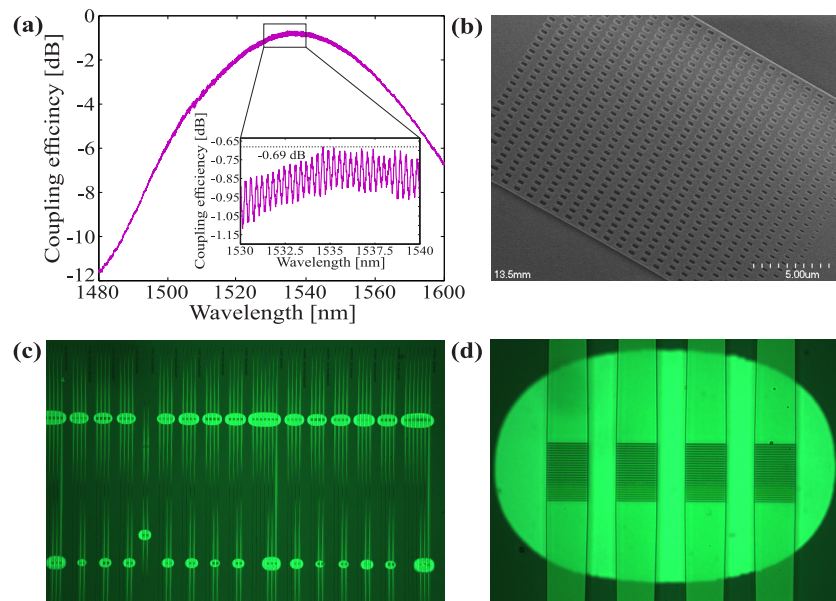 (a)
0
-2
-4
-6
-8
-10
-12
Coupling efficincy [dB]
1480
1500
1520
1540
1560
1600
Wavelength [nm]
-0.65
-0.75
-0.85
-0.95
-1.05
-1.15
Coupling efficiency [dB]
-0.69 dB
1530
1532.5
1535
1537.5
1540
Wavelength [nm]
(b)
13.5mm
5.00um
(c)
(d)